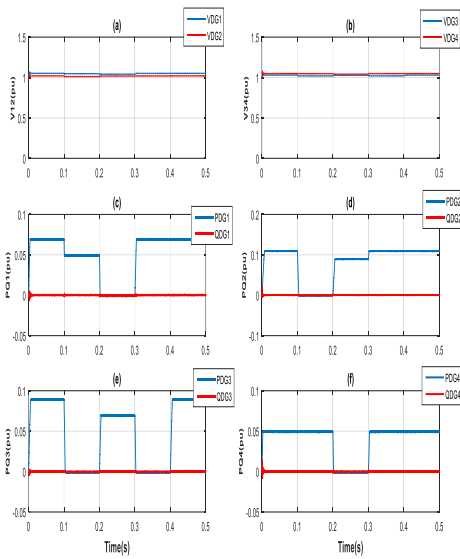 (a)
VDG1
VDG2
V12(pu)
1.5
1
0.5
0
0 0.1 0.2 0.3 0.4 0.5
(b)
VDG3
VDG4
V34(pu)
1.5
1
0.5
0
0 0.1 0.2 0.3 0.4 0.5
(c)
PDG1
QDG1
PQ1(pu)
0.1
0.05
0
-0.05
0 0.1 0.2 0.3 0.4 0.5
(d)
PDG2
QDG2
PQ2(pu)
0.2
0.1
0
-0.1
0 0.1 0.2 0.3 0.4 0.5
(e)
PDG3
QDG3
PQ3(pu)
0.1
0.05
0
-0.05
0 0.1 0.2 0.3 0.4 0.5
Time(s)
(f)
PDG4
QDG4
PQ4(pu)
0.1
0.05
0
-0.05
0 0.1 0.2 0.3 0.4 0.5
Time(s)